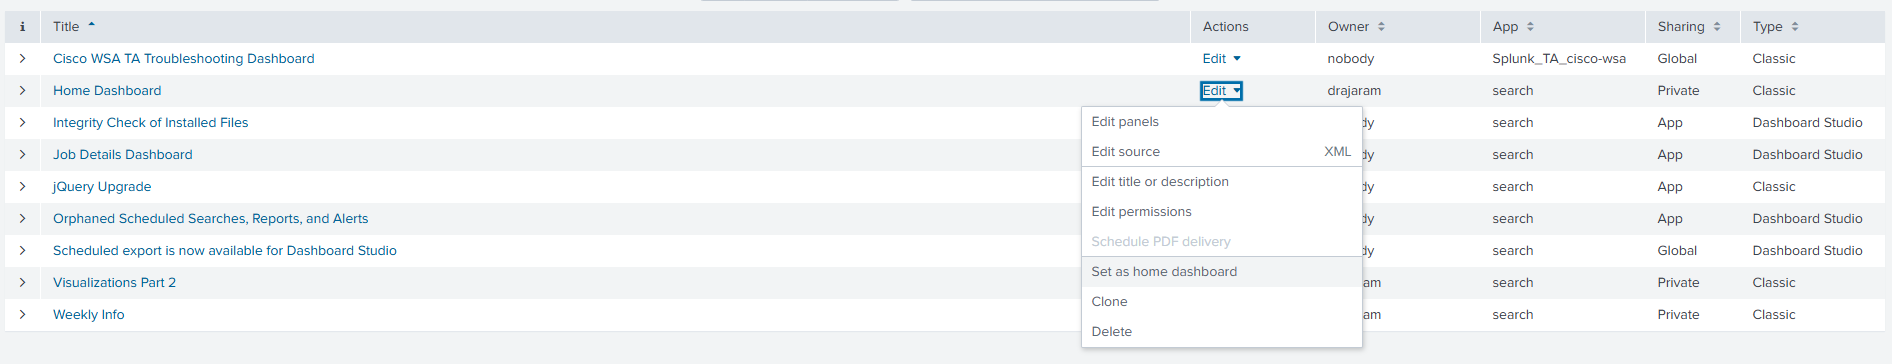 i Title Actions Owner App Sharing Type
Cisco WSA TA Troubleshooting Dashboard Edit nobody Splunk_TA_cisco-wsa Global Classic
Home Dashboard Edit drajaram search Private Classic
Edit panels
Integrity Check of Installed Files dy search App Dashboard Studio
Edit source XML
Job Details Dashboard dy search App Dashboard Studio
Edit title or description
jQuery Upgrade dy search App Classic
Edit permissions
Orphaned Scheduled Searches, Reports, and Alerts dy search App Dashboard Studio
Schedule PDF delivery
Scheduled export is now available for Dashboard Studio dy search Global Dashboard Studio
Set as home dashboard
Visualizations Part 2 am search Private Classic
Clone
Weekly Info am search Private Classic
Delete